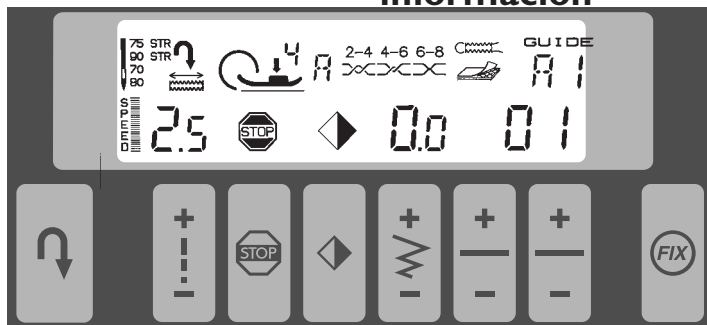 Información
75 STR
90 STR
70
80
4
A
2-4 4-6 6-8
GUIDE
A1
SPEED
2.5
STOP
0.0
01
+
-
STOP
+
-
+
-
+
-
FIX